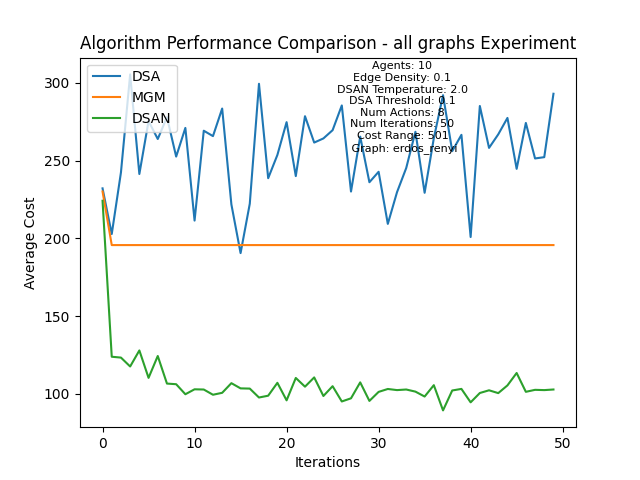 Algorithm Performance Comparison - all graphs Experiment
DSA
MGM
DSAN
Agents: 10
Edge Density: 0.1
DSAN Temperature: 2.0
DSA Threshold: 0.1
Num Actions: 8
Num Iterations: 50
Cost Range: 501
Graph: erdos_renyi
300
250
200
150
100
Average Cost
0
10
20
30
40
50
Iterations